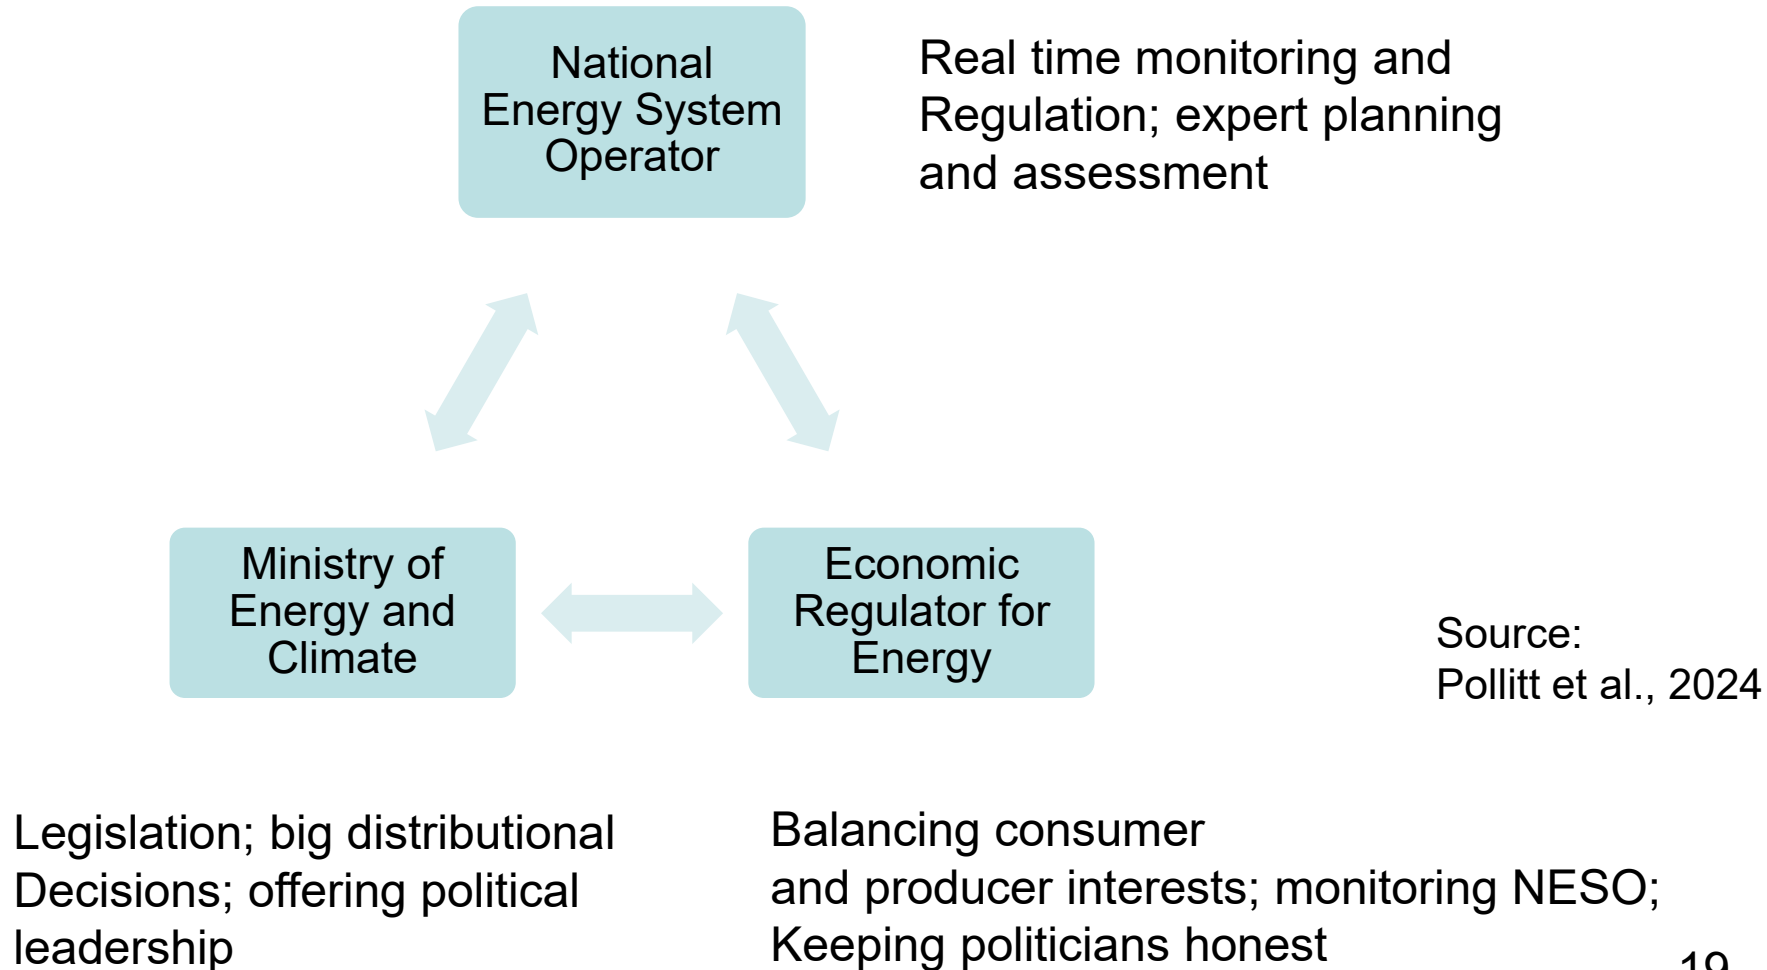 National
Energy System
Operator
Real time monitoring and
Regulation; expert planning
and assessment
Ministry of
Energy and
Climate
Economic
Regulator for
Energy
Source:
Pollitt et al., 2024
Legislation; big distributional
Decisions; offering political
leadership
Balancing consumer
and producer interests; monitoring NESO;
Keeping politicians honest
19